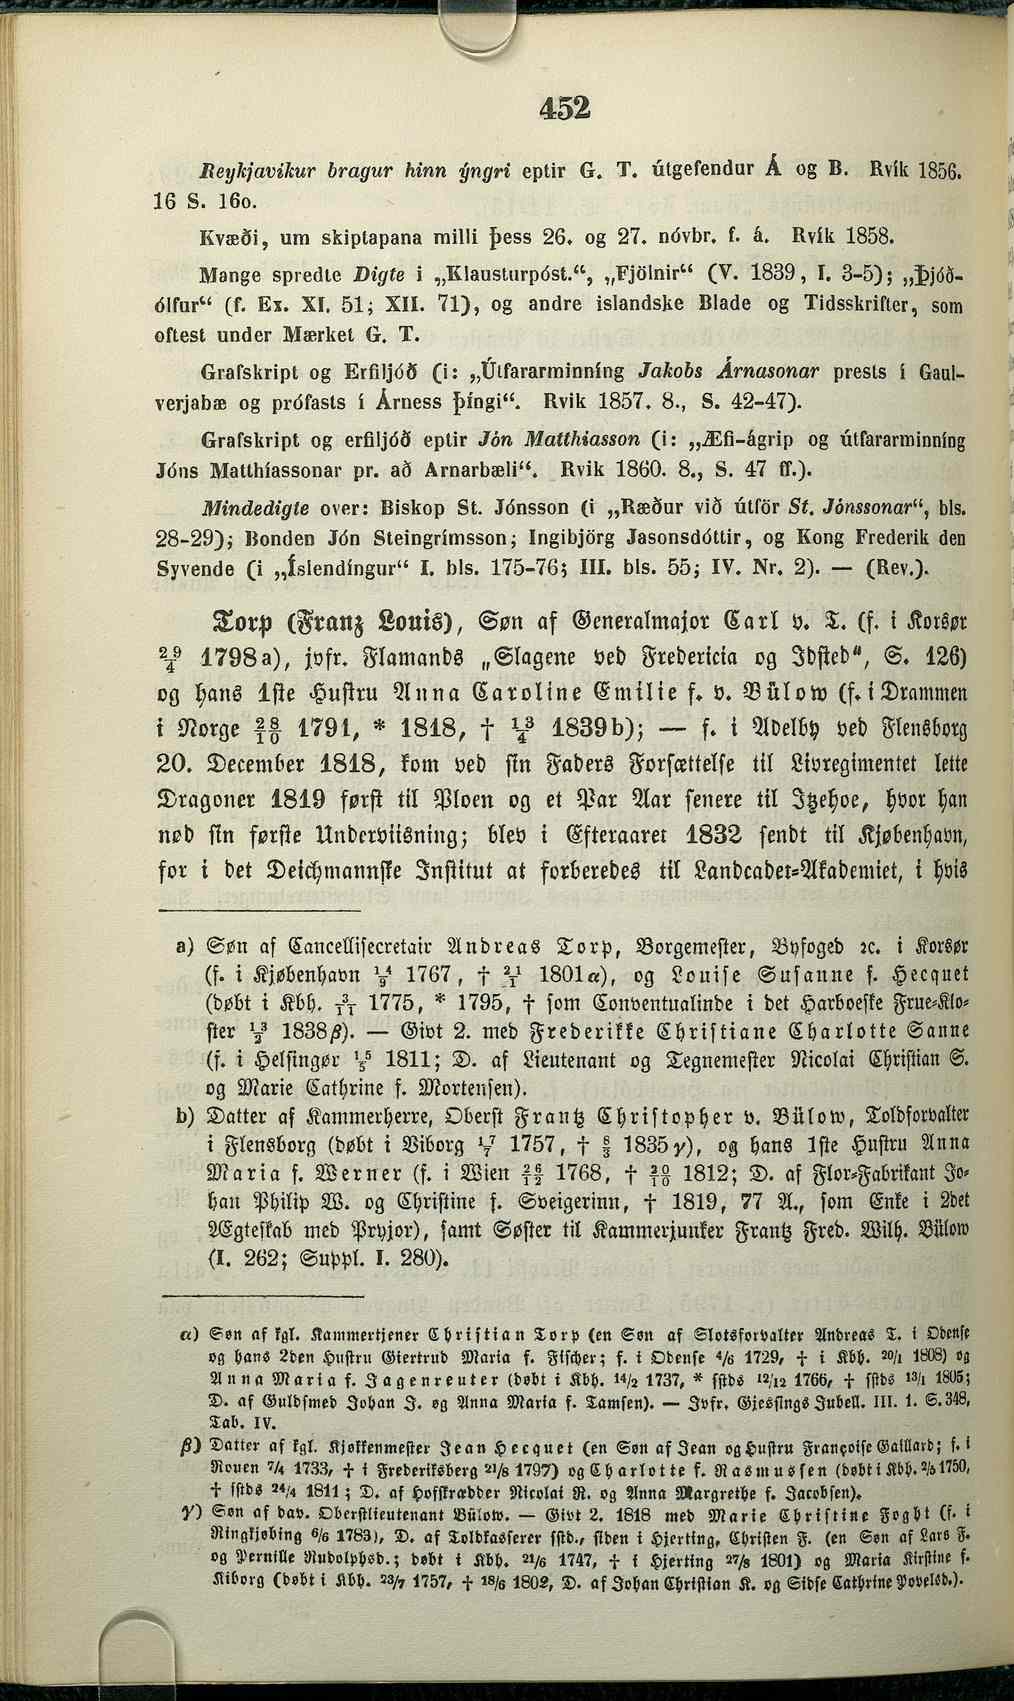 452
Reykjavikur bragur hinn ýngri eptir G. T. útgefendur Á og B. Rvík 1856.
16 S. 16o.
Kvæði, um skiptapana milli þess 26. og 27. nóvbr. f. á. Rvík 1858.
Mange spredte Digte i „Klausturpóst.“, „Fjölnir“ (V. 1839, I. 3-5); „Þjóð-
ólfur“ (f. Ex. XI. 51; XII. 71), og andre islandske Blade og Tidsskrifter, som
oftest under Mærket G. T.
Grafskript og Erfiljóð (i: „Útfararminníng Jakobs Árnasonar prests í Gaul-
verjabæ og prófasts í Árness þíngi“. Rvik 1857. 8., S. 42-47).
Grafskript og erfiljóð eptir Jón Matthiasson (i: „Æfi-ágrip og útfararminníng
Jóns Matthíassonar pr. að Arnarbæli“. Rvik 1860. 8., S. 47 ff.).
Mindedigte over: Biskop St. Jónsson (i „Ræður við útför St. Jónssonar“, bls.
28-29); Bonden Jón Steingrímsson; Ingibjörg Jasonsdóttir, og Kong Frederik den
Syvende (i „Íslendíngur“ I. bls. 175-76; III. bls. 55; IV. Nr. 2). — (Rev.).
Torp (Franz Louis), Søn af Generalmajor Carl v. T. (f. i Korsør
29/4 1798 a), jvfr. Flamands „Slagene ved Fredericia og Idsted“, S. 126)
og hans 1ste Hustru Anna Caroline Emilie f. v. Bülow (f. i Drammen
i Norge 28/10 1791, * 1818, † 13/4 1839 b); — f. i Adelby ved Flensborg
20. December 1818, kom ved sin Faders Forsættelse til Livregimentet lette
Dragoner 1819 først til Ploen og et Par Aar senere til Itzehoe, hvor han
nød sin første Underviisning; blev i Efteraaret 1832 sendt til Kjøbenhavn,
for i det Deichmannske Institut at forberedes til Landcadet-Akademiet, i hvis
a) Søn af Cancellisecretair Andreas Torp, Borgemester, Byfoged ꝛc. i Korsør
(f. i Kjøbenhavn 14/9 1767, † 21/1 1801 α), og Louise Susanne f. Hecquet
(døbt i Kbh. 3/11 1775, * 1795, † som Conventualinde i det Harboeske Frue-Klo-
ster 13/2 1838 β). — Givt 2. med Frederikke Christiane Charlotte Sanne
(f. i Helsingør 15/5 1811; D. af Lieutenant og Tegnemester Nicolai Christian S.
og Marie Cathrine f. Mortensen).
b) Datter af Kammerherre, Oberst Frantz Christopher v. Bülow, Toldforvalter
i Flensborg (døbt i Viborg 17/7 1757, † 8/3 1835 γ), og hans 1ste Hustru Anna
Maria f. Werner (f. i Wien 26/12 1768, † 20/10 1812; D. af Flor-Fabrikant Jo-
han Philip W. og Christine f. Sveigerinn, † 1819, 77 A., som Enke i 2det
Ægteskab med Pryjor), samt Søster til Kammerjunker Frantz Fred. Wilh. Bülow
(I. 262; Suppl. I. 280).
α) Søn af kgl. Kammertjener Christian Torp (en Søn af Slotsforvalter Andreas T. i Odense
og hans 2den Hustru Giertrud Maria f. Fischer; f. i Odense 4/6 1729, † i Kbh. 20/1 1808) og
Anna Maria f. Jagenreuter (døbt i Kbh. 14/2 1737, * sstds 12/12 1766, † sstds 13/1 1805;
D. af Guldsmed Johan J. og Anna Maria f. Tamsen). — Jvfr. Gjessings Jubell. III. 1. S. 348,
Tab. IV.
β) Datter af kgl. Kjøkkenmester Jean Hecquet (en Søn af Jean og Hustru Françoise Gaillard; f. i
Rouen 7/4 1733, † i Frederiksberg 21/8 1797) og Charlotte f. Rasmussen (døbt i Kbh. 2/5 1750,
† sstds 24/4 1811; D. af Hofskrædder Nicolai R. og Anna Margrethe f. Jacobsen).
γ) Søn af dav. Oberstlieutenant Bülow. — Givt 2. 1818 med Marie Christine Foght (f. i
Ringkjøbing 6/6 1783), D. af Toldkasserer sstd., siden i Hjerting, Christen F. (en Søn af Lars F.
og Pernille Rudolphsd.; døbt i Kbh. 21/6 1747, † i Hjerting 27/8 1801) og Maria Kirstine f.
Kiborg (døbt i Kbh. 23/7 1757, † 18/6 1802, D. af Johan Christian K. og Sidse Cathrine Povelsd.).